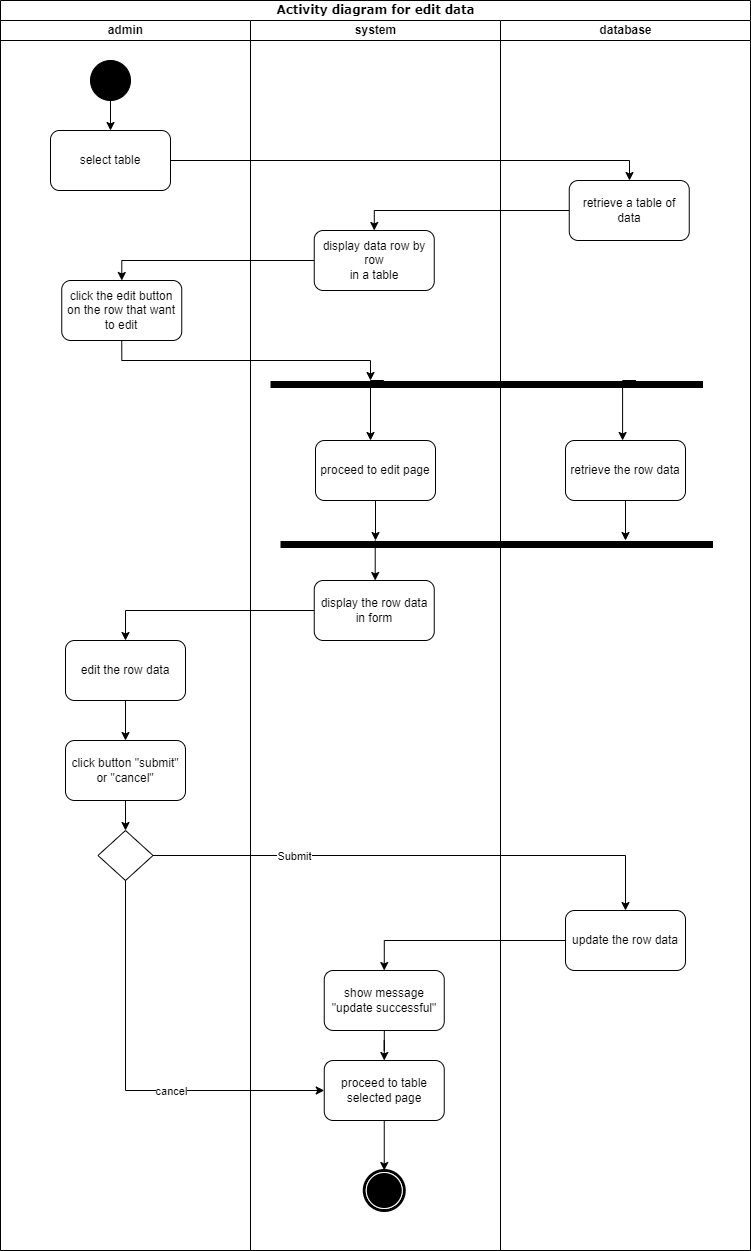 Activity diagram for edit data
admin
system
database
select table
retrieve a table of
data
display data row by
row
in a table
click the edit button
on the row that want
to edit
proceed to edit page
retrieve the row data
display the row data
in form
edit the row data
click button "submit"
or "cancel"
Submit
update the row data
show message
"update successful"
proceed to table
selected page
cancel